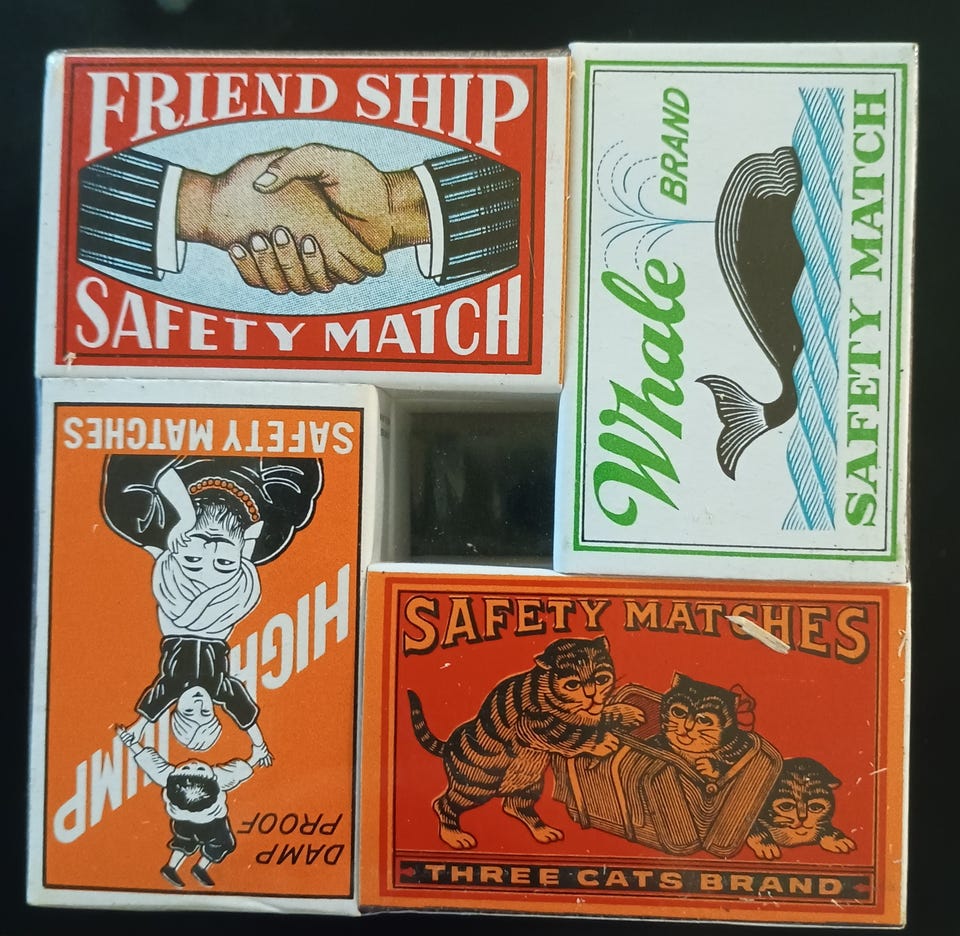 FRIEND SHIP
SAFETY MATCH
Whale BRAND
SAFETY MATCH
DAMP
PROOF
HIGH
JUMP
SAFETY MATCHES
SAFETY MATCHES
THREE CATS BRAND